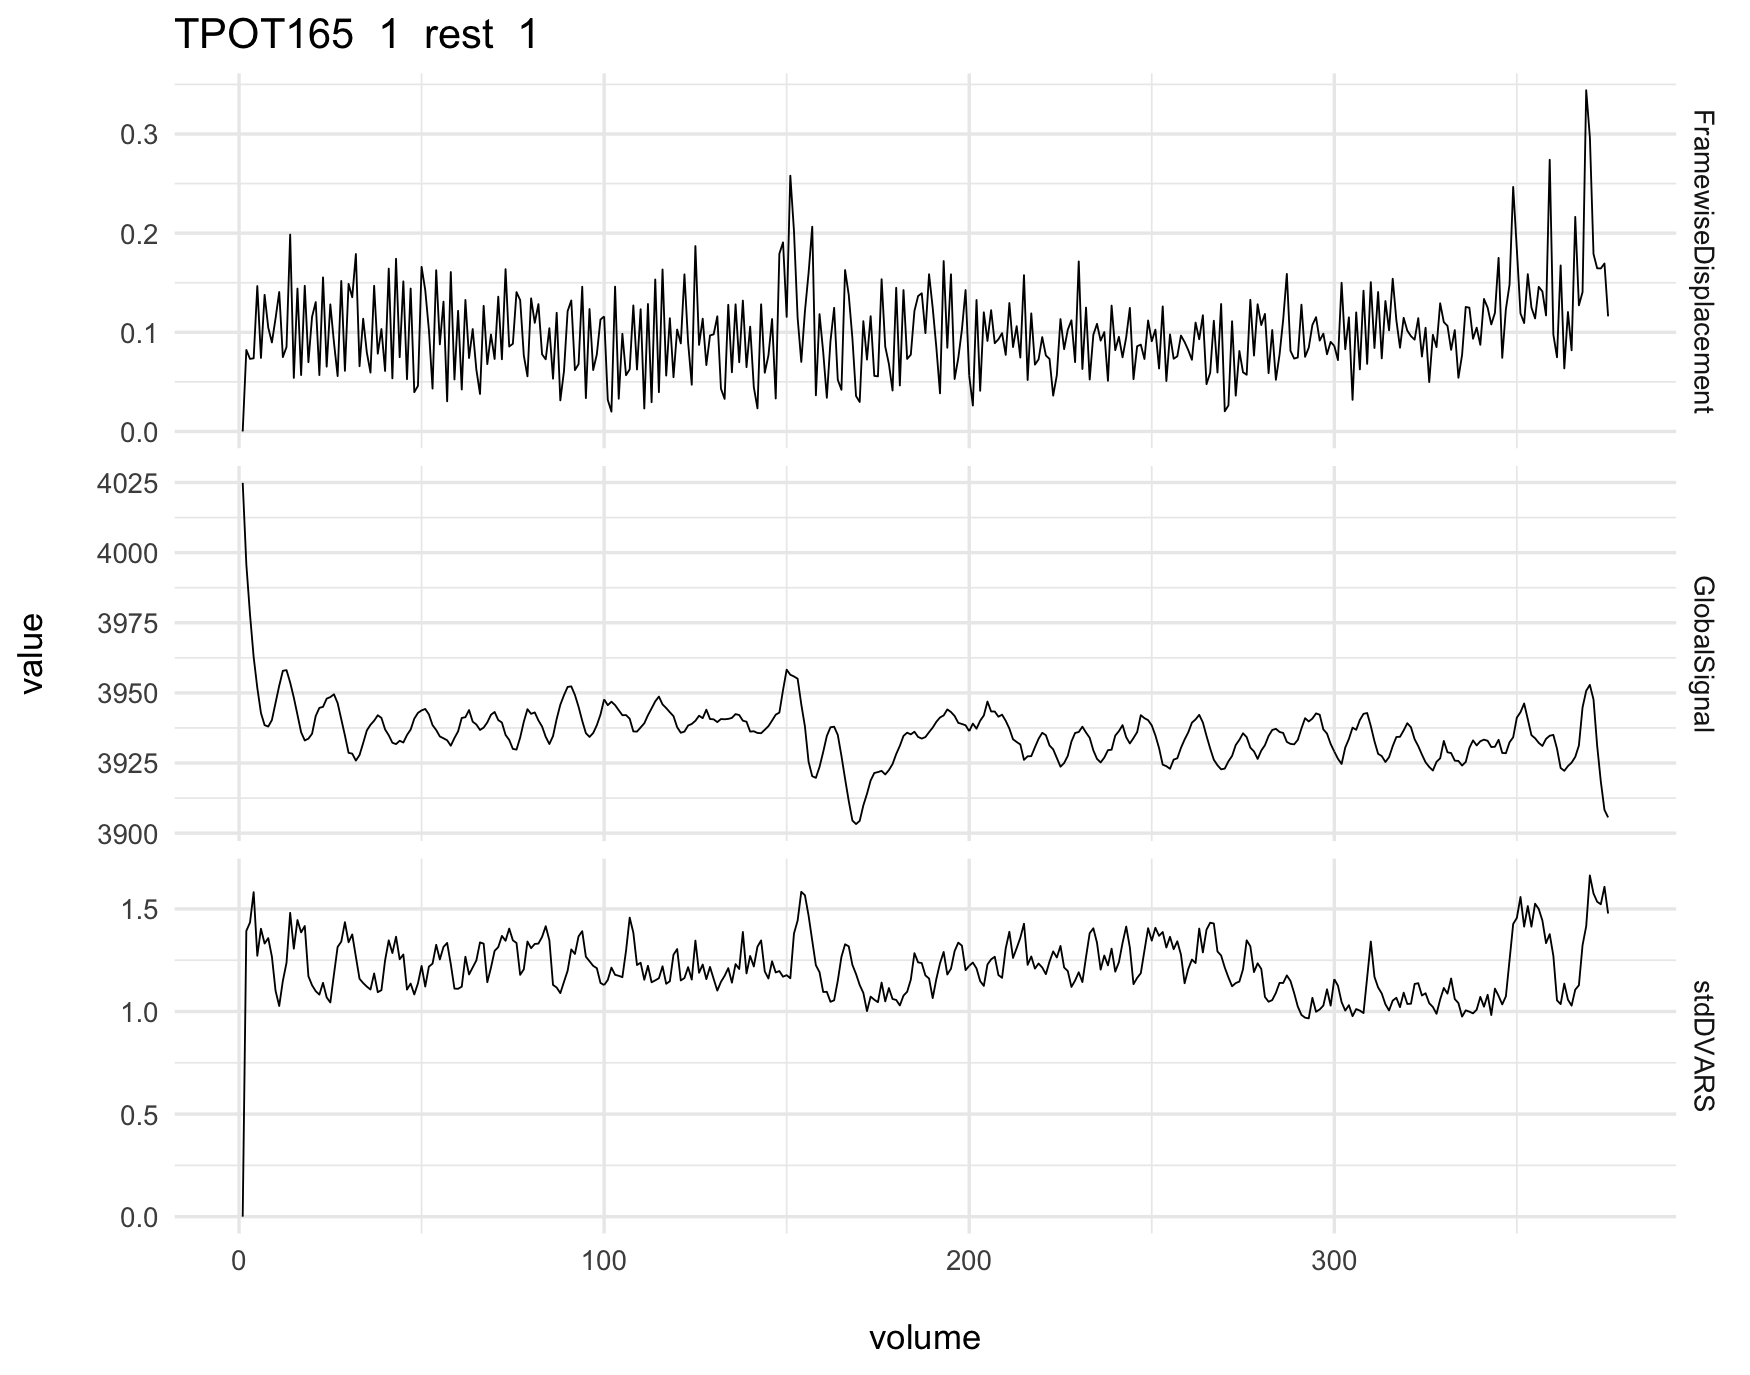 TPOT165 1 rest 1
0.3
0.2
0.1
0.0
FramewiseDisplacement
4025
4000
3975
3950
3925
3900
GlobalSignal
value
1.5
1.0
0.5
0.0
stdDVARS
0 100 200 300
volume